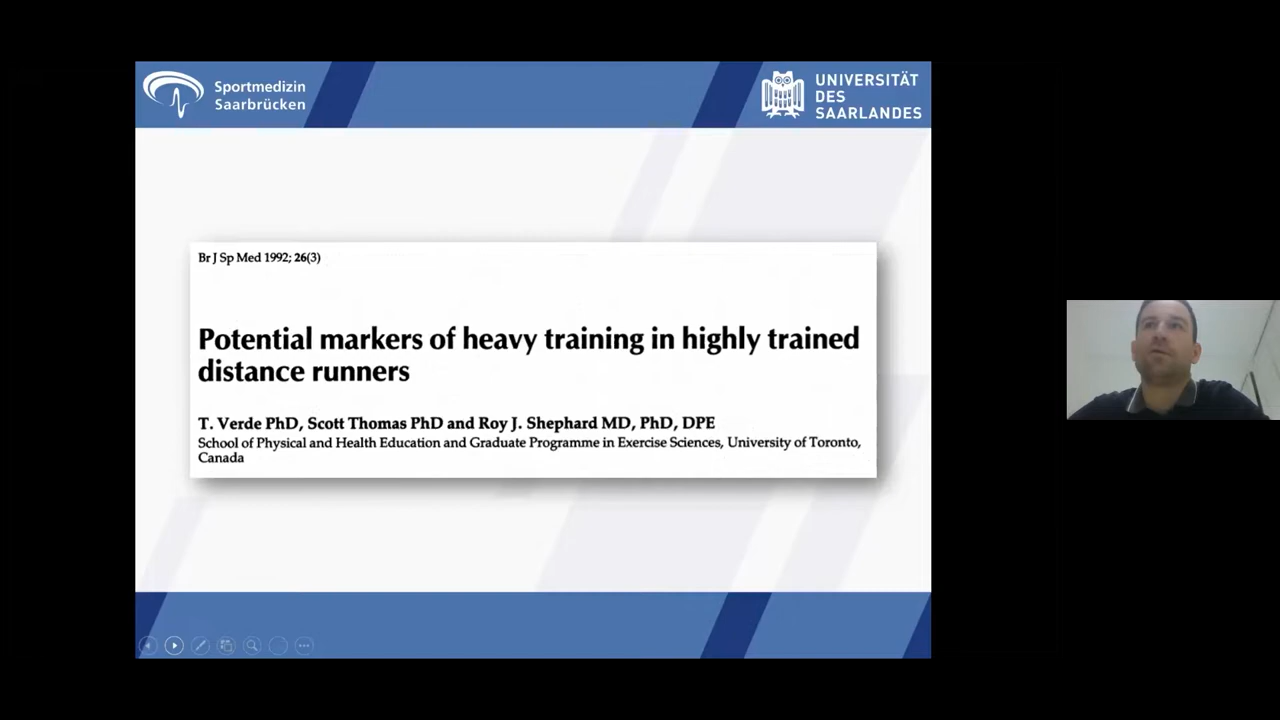 Sportmedizin
Saarbrücken
UNIVERSITÄT
DES
SAARLANDES
Br J Sp Med 1992; 26(3)
Potential markers of heavy training in highly trained
distance runners
T. Verde PhD, Scott Thomas PhD and Roy J. Shephard MD, PhD, DPE
School of Physical and Health Education and Graduate Programme in Exercise Sciences, University of Toronto,
Canada